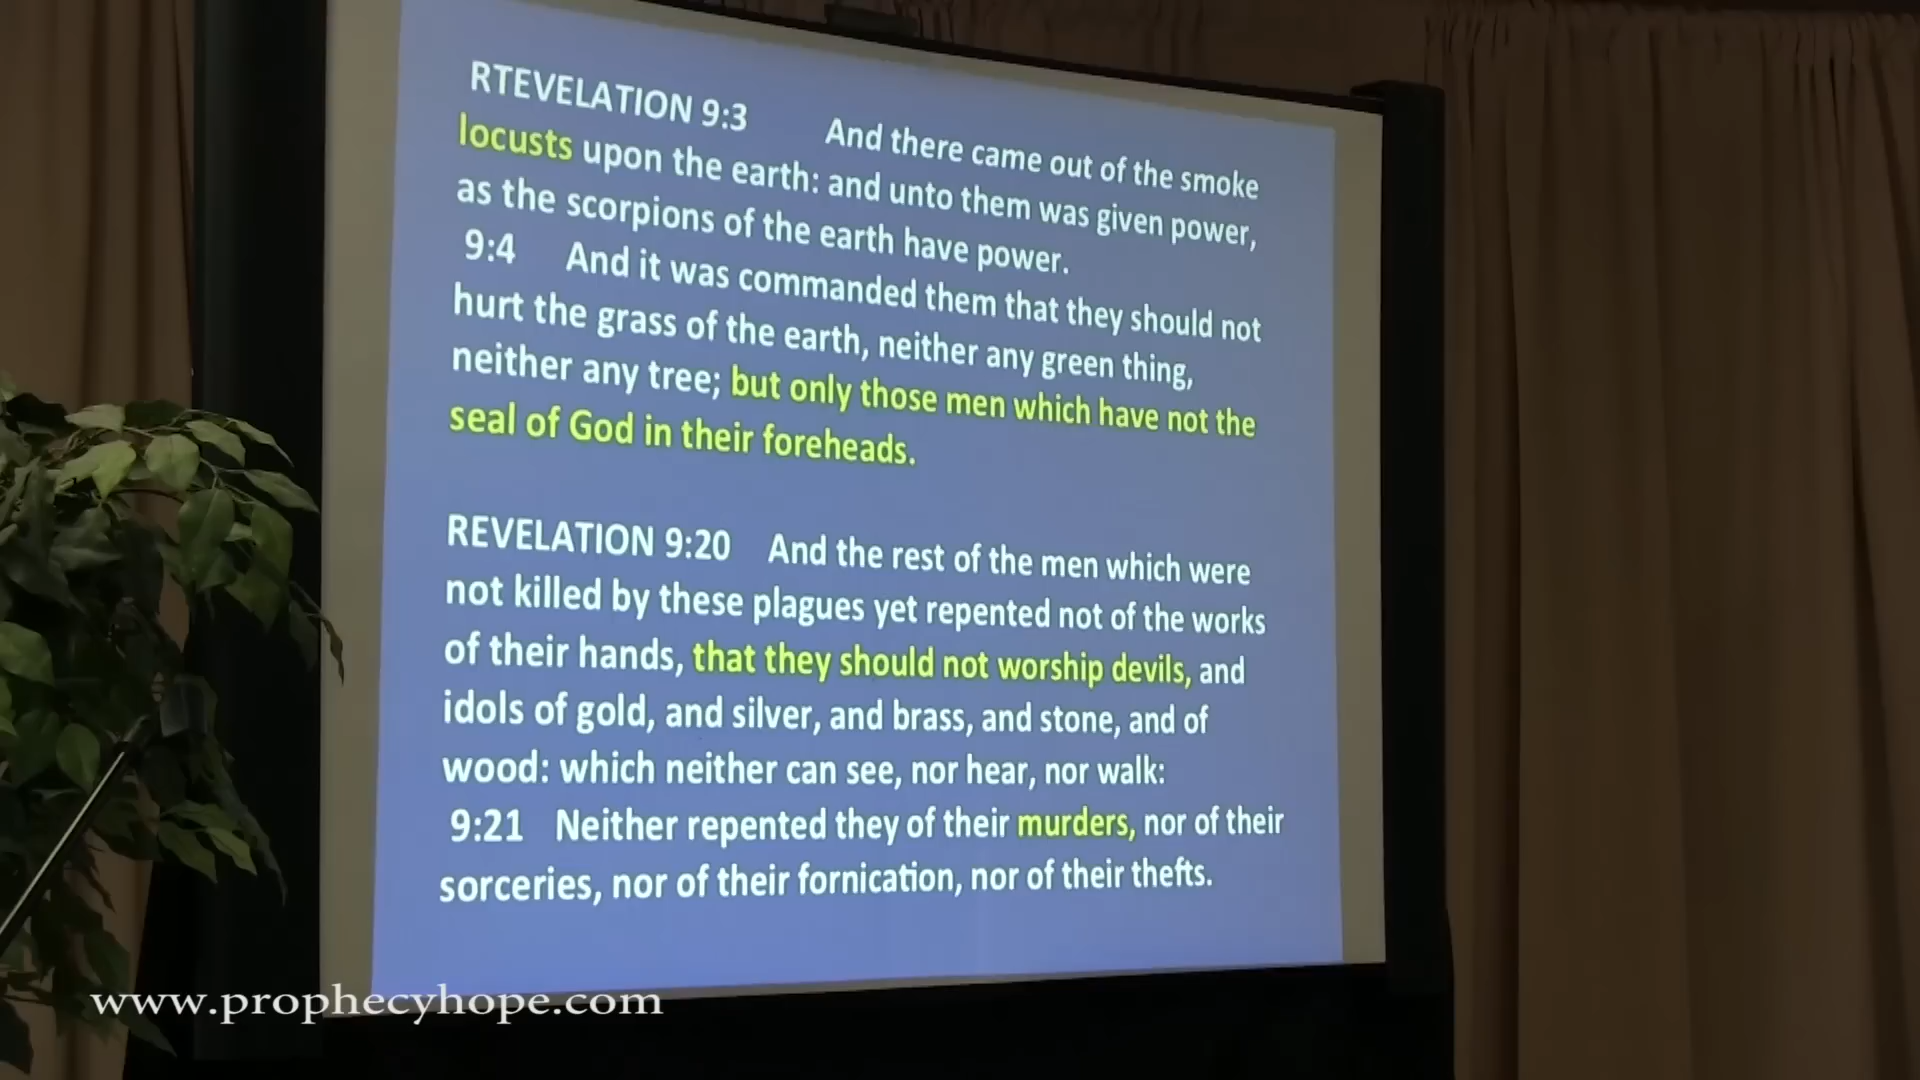 RTEVELATION 9:3 And there came out of the smoke
locusts upon the earth: and unto them was given power,
as the scorpions of the earth have power.
9:4 And it was commanded them that they should not
hurt the grass of the earth, neither any green thing,
neither any tree; but only those men which have not the
seal of God in their foreheads.
REVELATION 9:20 And the rest of the men which were
not killed by these plagues yet repented not of the works
of their hands, that they should not worship devils, and
idols of gold, and silver, and brass, and stone, and of
wood: which neither can see, nor hear, nor walk:
9:21 Neither repented they of their murders, nor of their
sorceries, nor of their fornication, nor of their thefts.
www.prophecyhope.com